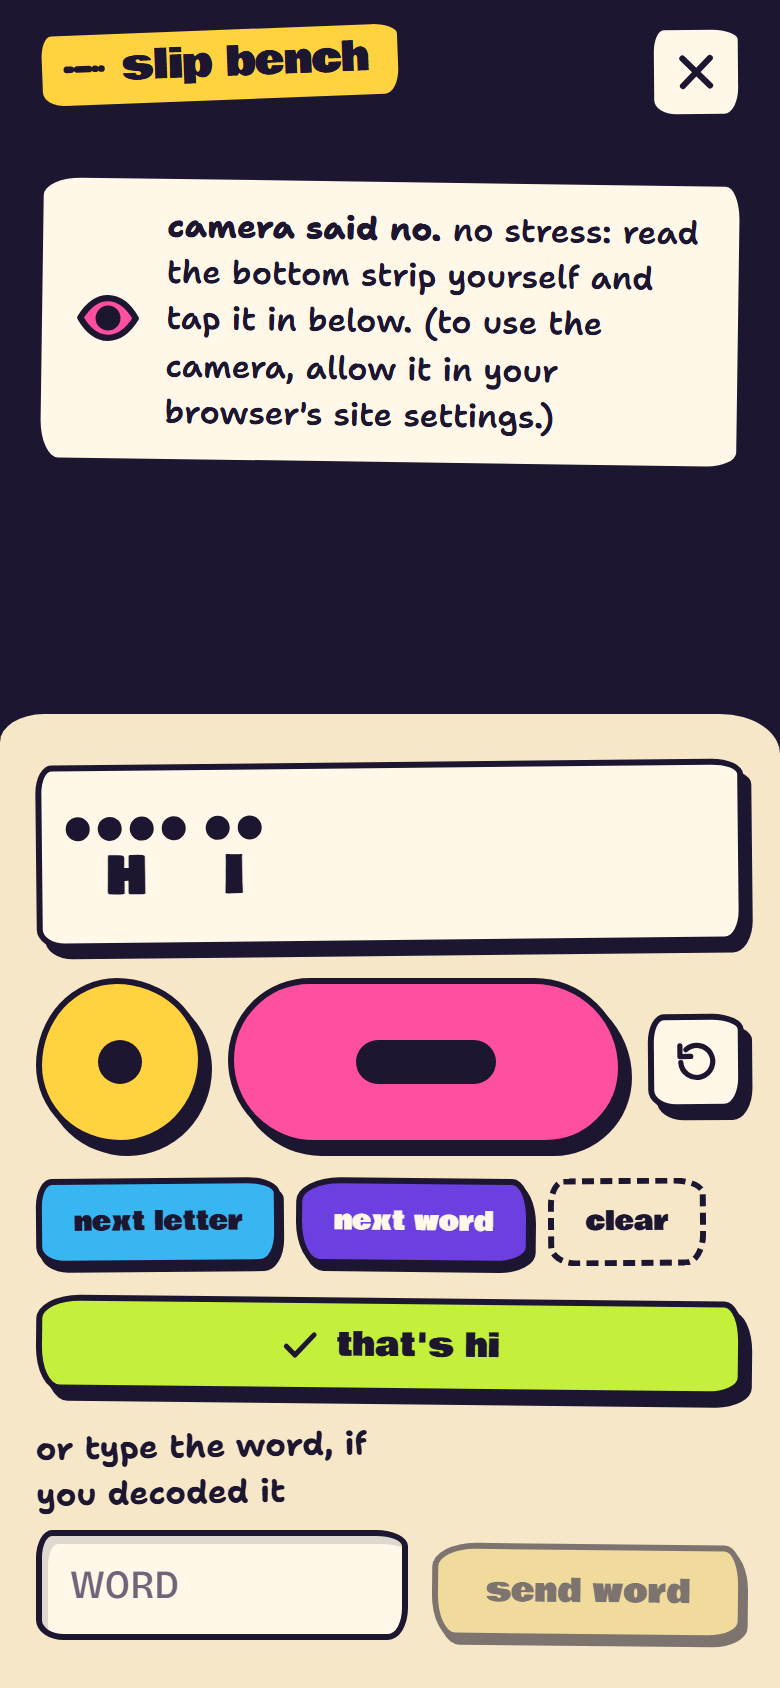 slip bench
camera said no. no stress: read
the bottom strip yourself and
tap it in below. (to use the
camera, allow it in your
browser's site settings.)
H I
next letter
next word
clear
that's hi
or type the word, if
you decoded it
WORD
send word